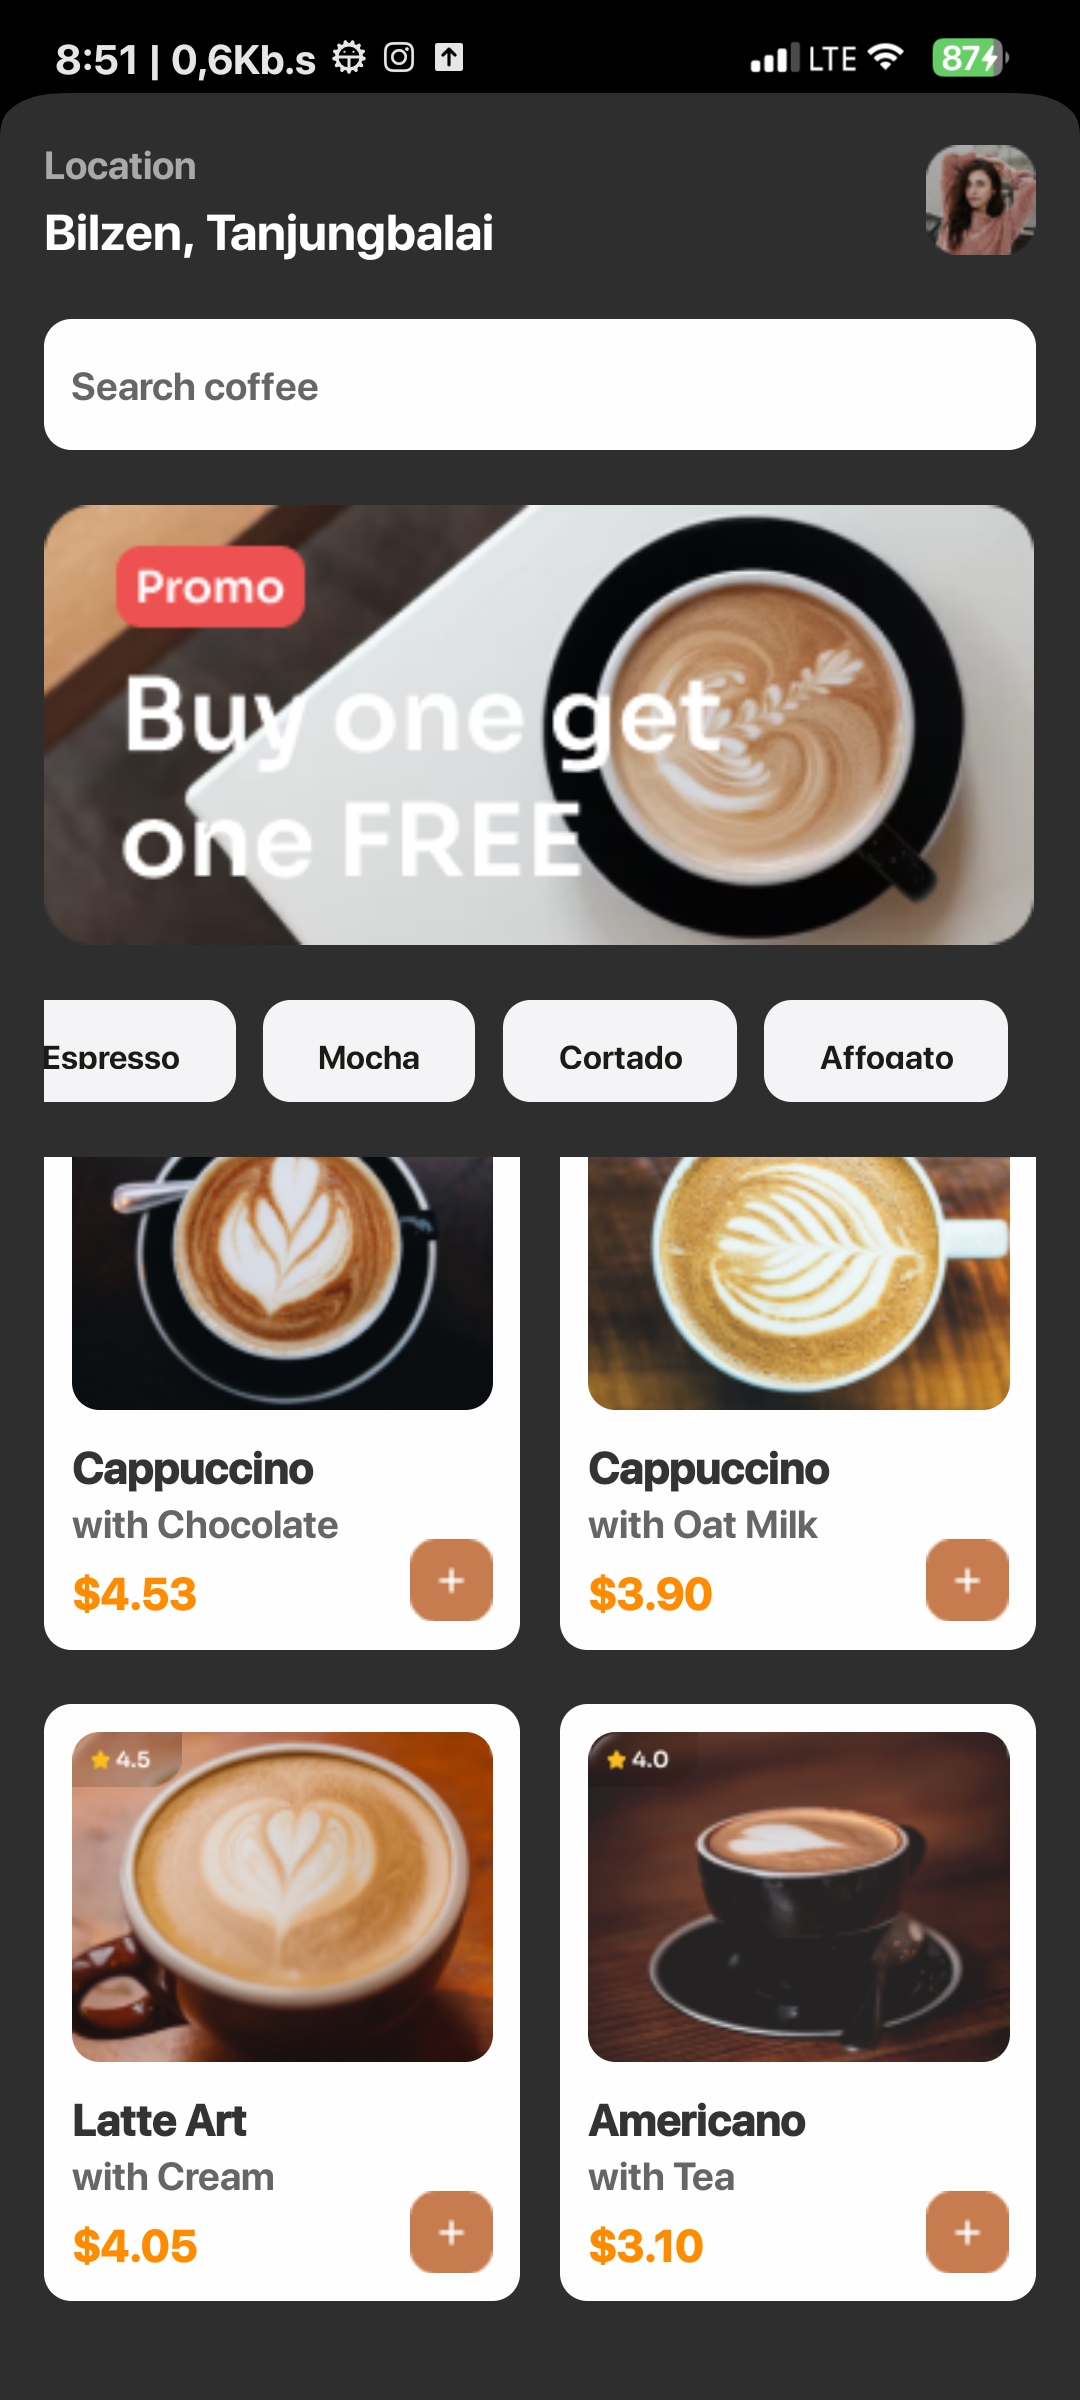 8:51 | 0,6Kb.s LTE 87
Location
Bilzen, Tanjungbalai
Search coffee
Promo
Buy one get
one FREE
Espresso Mocha Cortado Affogato
Cappuccino
with Chocolate
$4.53 +
Cappuccino
with Oat Milk
$3.90 +
4.5
Latte Art
with Cream
$4.05 +
4.0
Americano
with Tea
$3.10 +